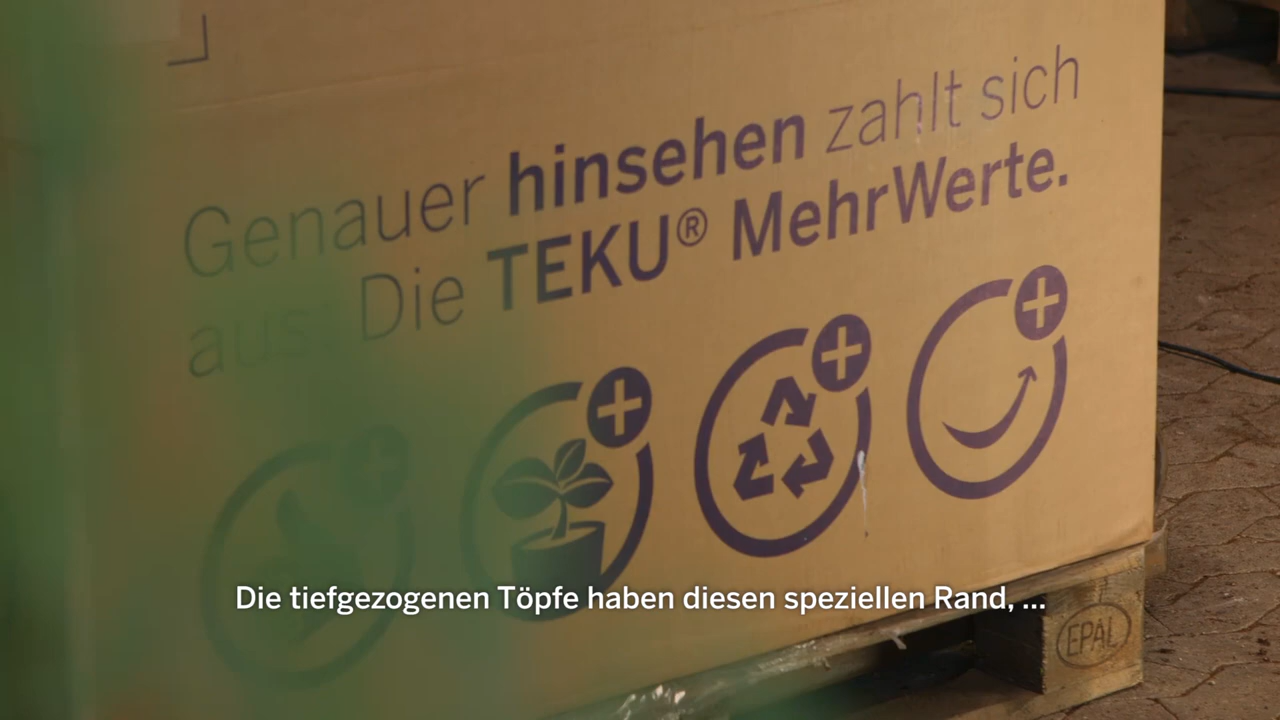 Genauer hinsehen zahlt sich
aus. Die TEKU® MehrWerte.
Die tiefgezogenen Töpfe haben diesen speziellen Rand, ...
EPAL